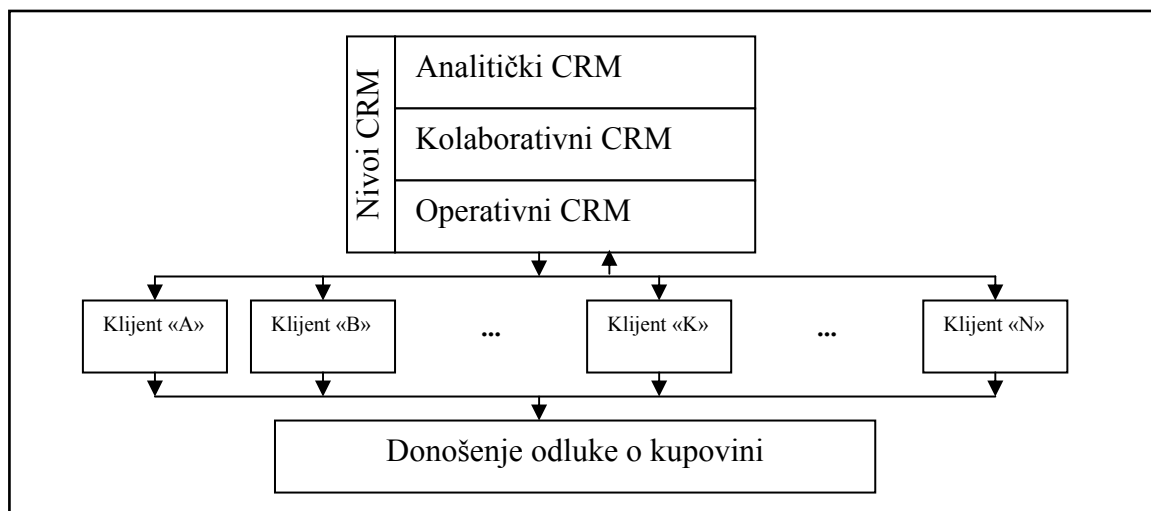 Nivoi CRM
Analitički CRM
Kolaborativni CRM
Operativni CRM
Klijent «A»
Klijent «B»
...
Klijent «K»
...
Klijent «N»
Donošenje odluke o kupovini